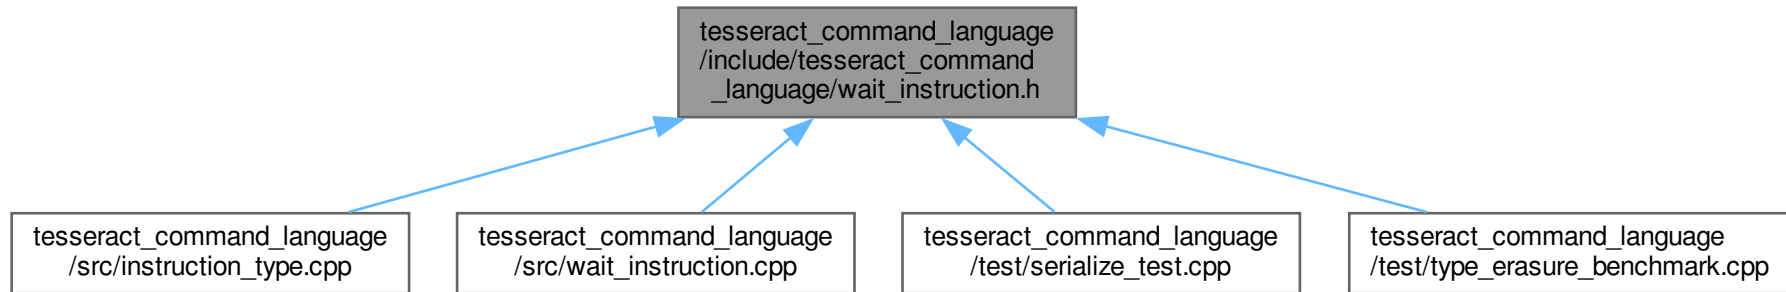 tesseract_command_language
/include/tesseract_command
_language/wait_instruction.h
tesseract_command_language
/src/instruction_type.cpp
tesseract_command_language
/src/wait_instruction.cpp
tesseract_command_language
/test/serialize_test.cpp
tesseract_command_language
/test/type_erasure_benchmark.cpp